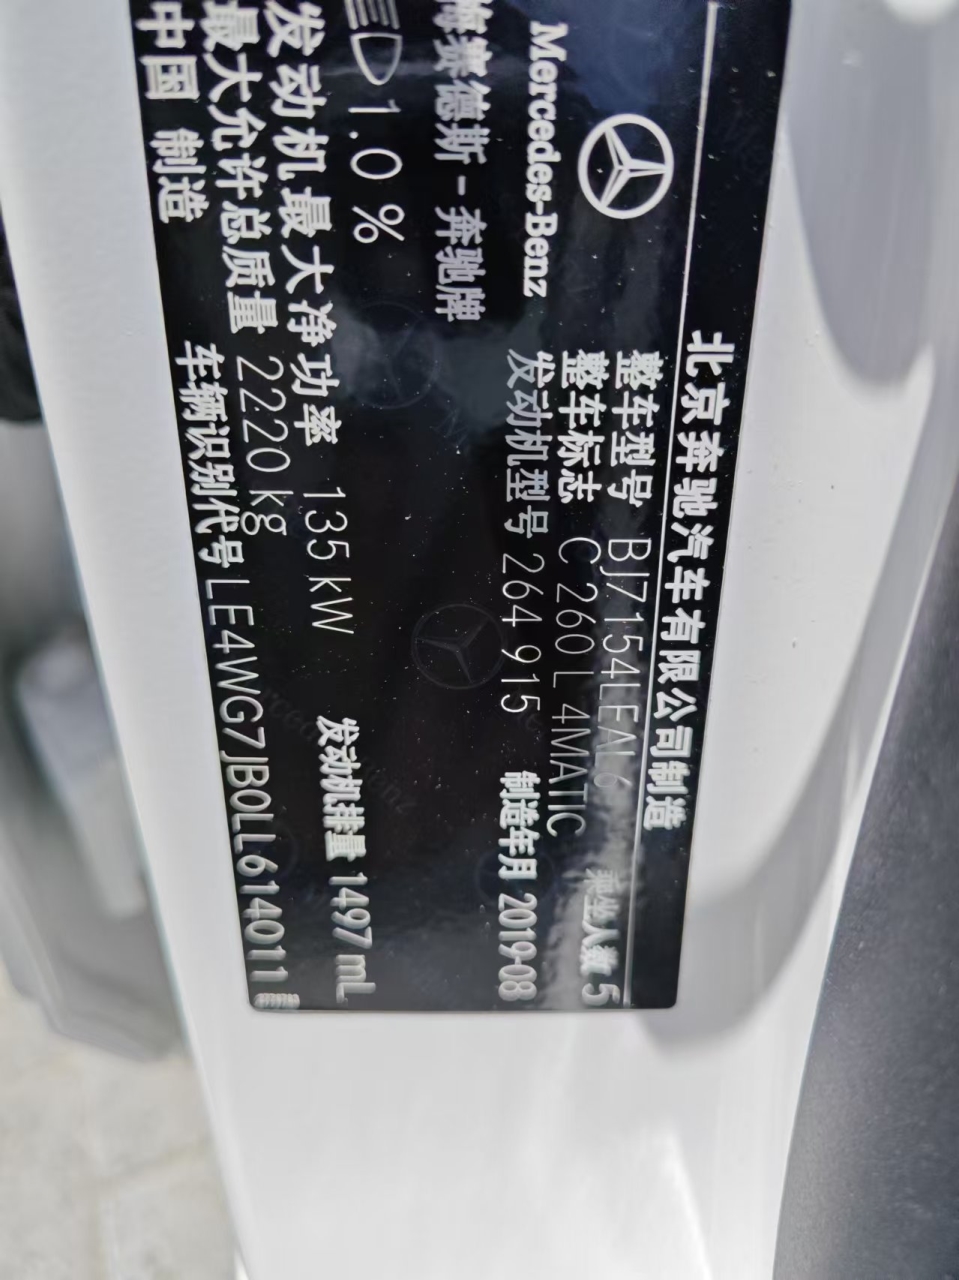 北京奔驰汽车有限公司制造
Mercedes-Benz
梅赛德斯-奔驰牌
整车型号 BJ7154LEAL6 乘坐人数 5
整车标志 C 260 L 4MATIC
发动机型号 264 915 制造年月 2019-08
1.0%
发动机最大净功率 135 kW 发动机排量 1497 mL
最大允许总质量 2220 kg
中国 制造 车辆识别代号 LE4WG7JB0LL614011